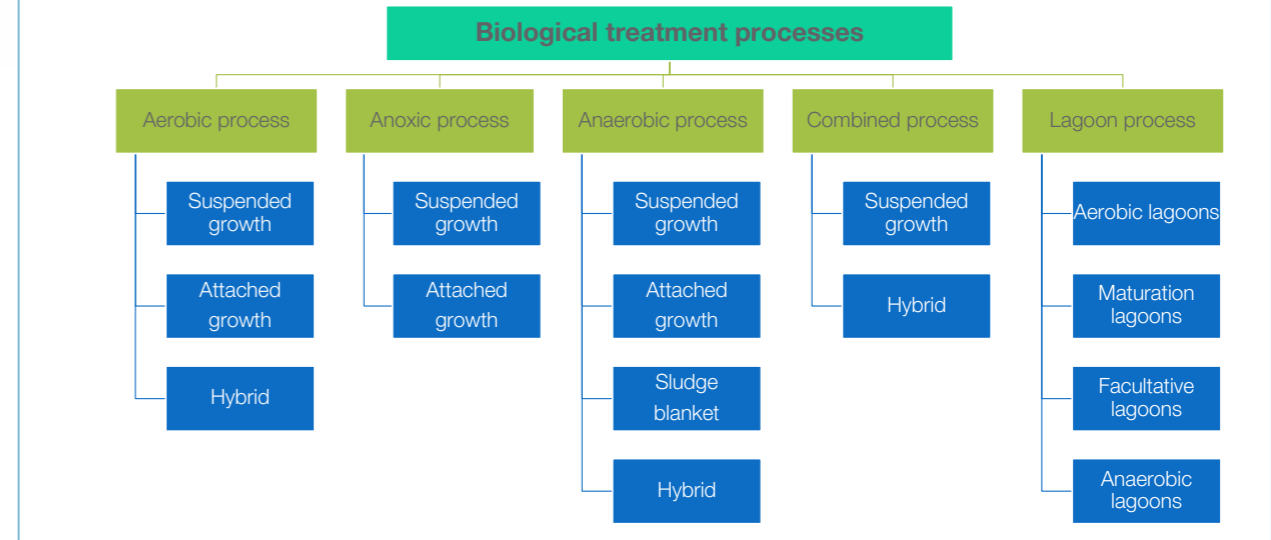 Biological treatment processes
Aerobic process
Suspended
growth
Attached
growth
Hybrid
Anoxic process
Suspended
growth
Attached
growth
Anaerobic process
Suspended
growth
Attached
growth
Sludge
blanket
Hybrid
Combined process
Suspended
growth
Hybrid
Lagoon process
Aerobic lagoons
Maturation
lagoons
Facultative
lagoons
Anaerobic
lagoons